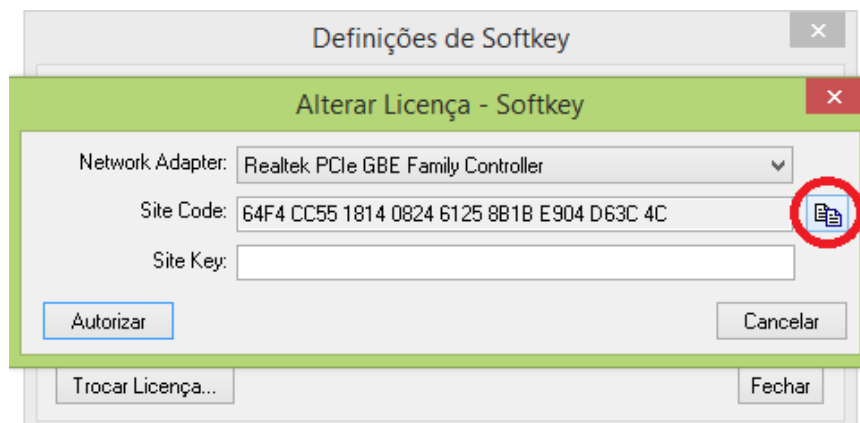 Definições de Softkey
Alterar Licença - Softkey
Network Adapter: Realtek PCIe GBE Family Controller
Site Code: 64F4 CC55 1814 0824 6125 8B1B E904 D63C 4C
Site Key:
Autorizar Cancelar
Trocar Licença... Fechar